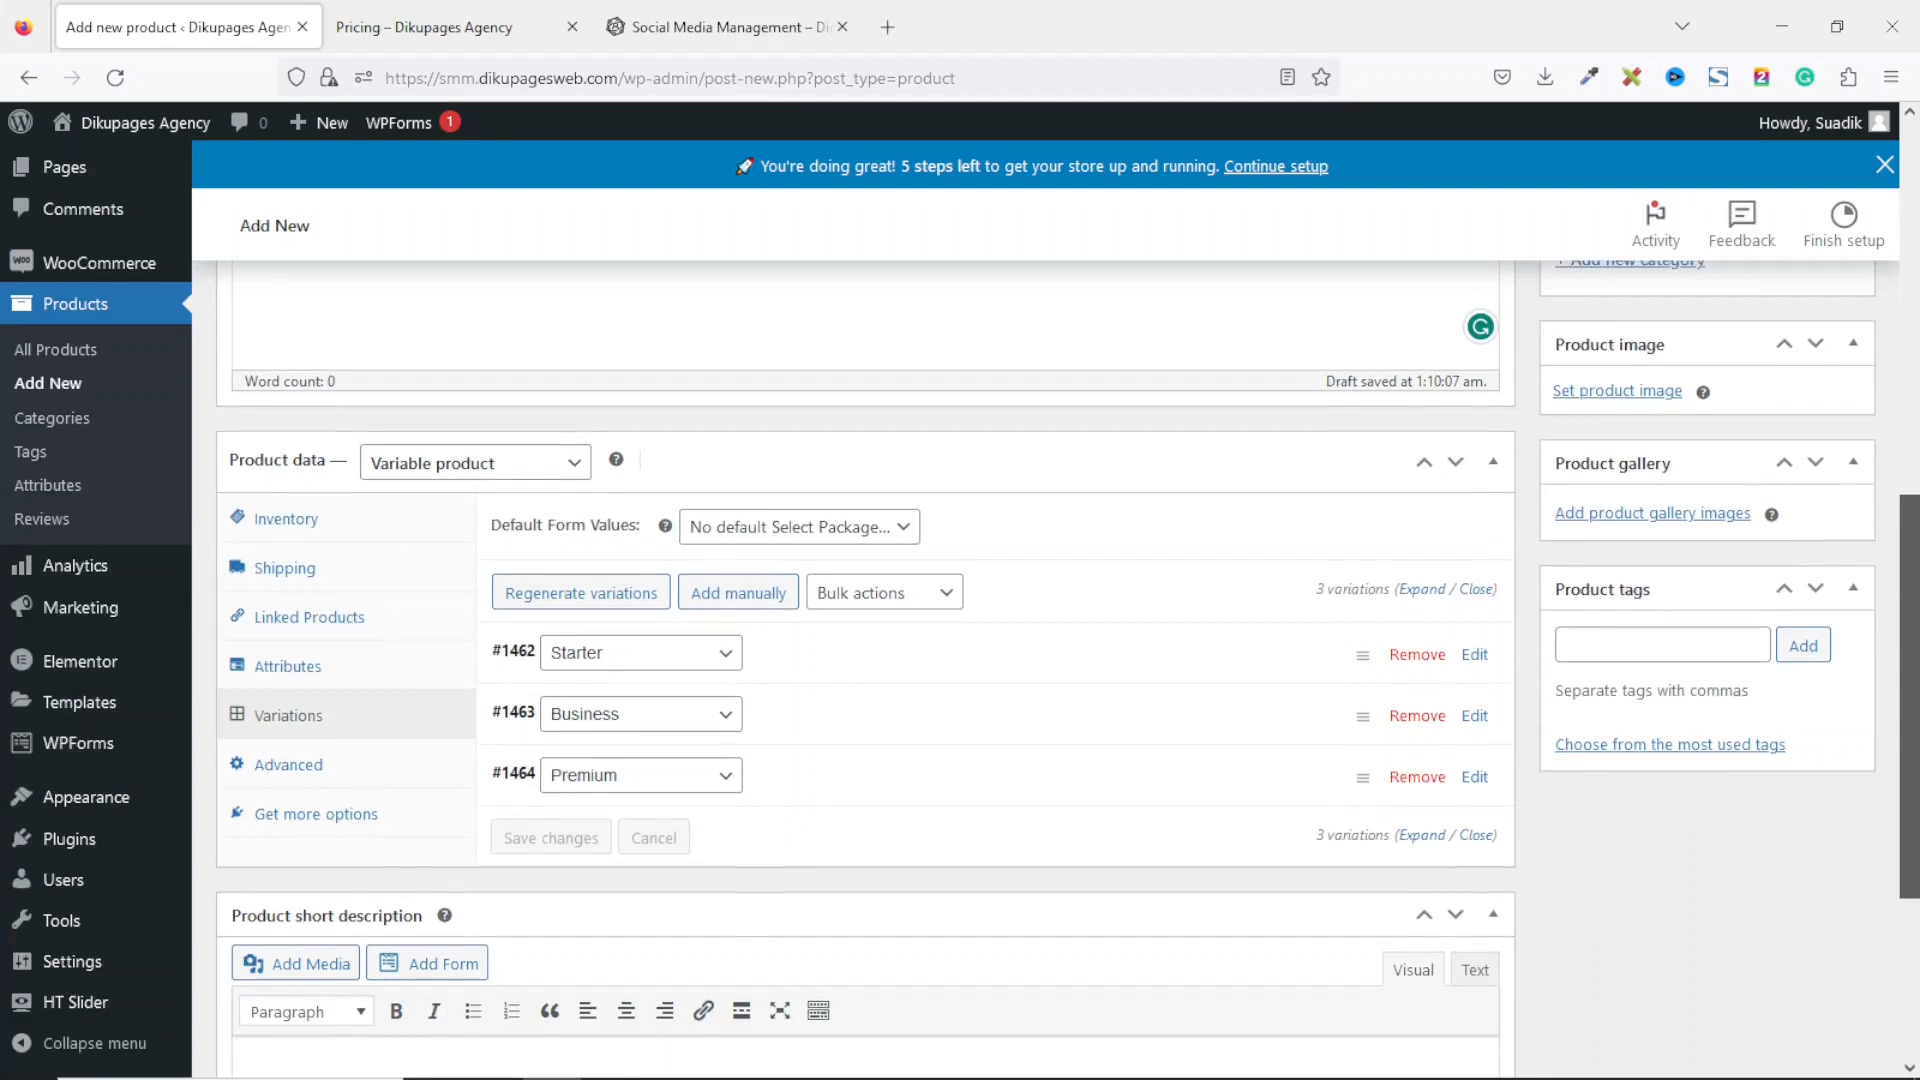 Add new product ‹ Dikupages Agen
Pricing – Dikupages Agency
Social Media Management – Di
https://smm.dikupagesweb.com/wp-admin/post-new.php?post_type=product
2
Dikupages Agency
0
New
WPForms 1
Howdy, Suadik
Pages
Comments
WooCommerce
Products
All Products
Add New
Categories
Tags
Attributes
Reviews
Analytics
Marketing
Elementor
Templates
WPForms
Appearance
Plugins
Users
Tools
Settings
HT Slider
Collapse menu
🚀 You're doing great! 5 steps left to get your store up and running. Continue setup
Add New
Activity
Feedback
Finish setup
+ Add new category
Word count: 0
Draft saved at 1:10:07 am.
Product data —
Variable product
Inventory
Shipping
Linked Products
Attributes
Variations
Advanced
Get more options
Default Form Values:
No default Select Package...
Regenerate variations
Add manually
Bulk actions
3 variations (Expand / Close)
#1462 Starter
Remove Edit
#1463 Business
Remove Edit
#1464 Premium
Remove Edit
Save changes
Cancel
3 variations (Expand / Close)
Product short description
Add Media
Add Form
Visual
Text
Paragraph
Product image
Set product image
Product gallery
Add product gallery images
Product tags
Add
Separate tags with commas
Choose from the most used tags